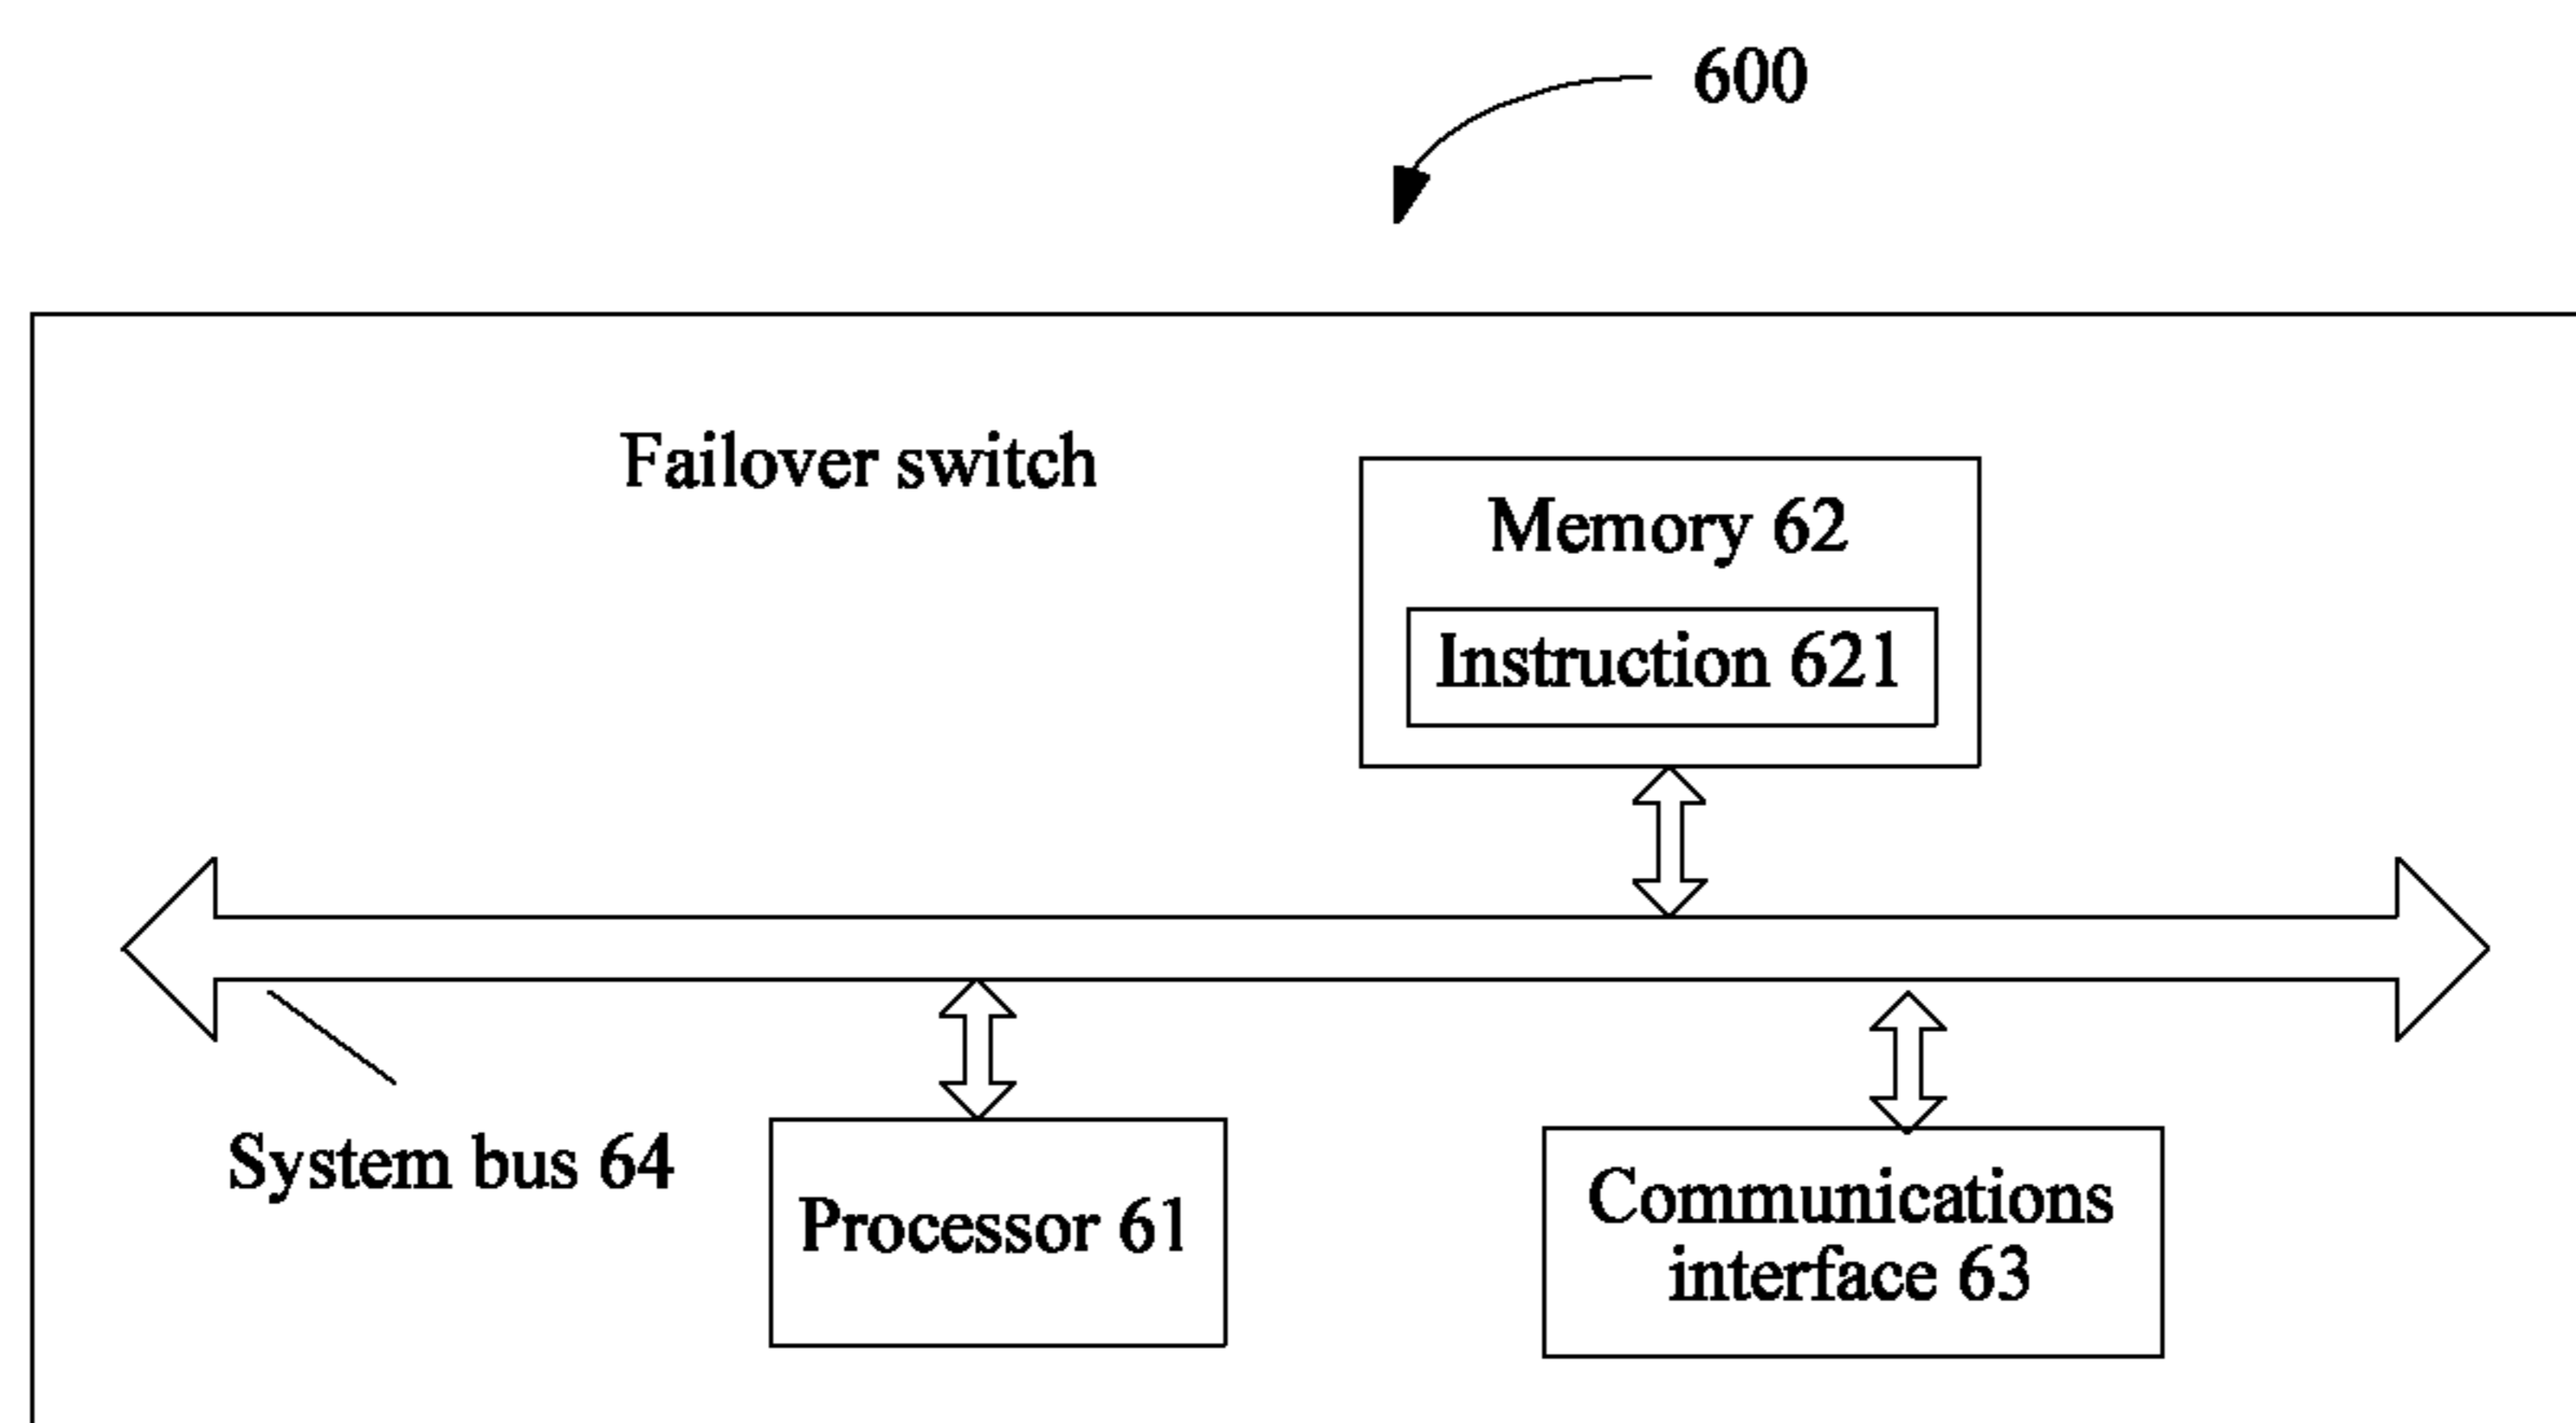 600
Failover switch
Memory 62
Instruction 621
System bus 64
Processor 61
Communications
interface 63